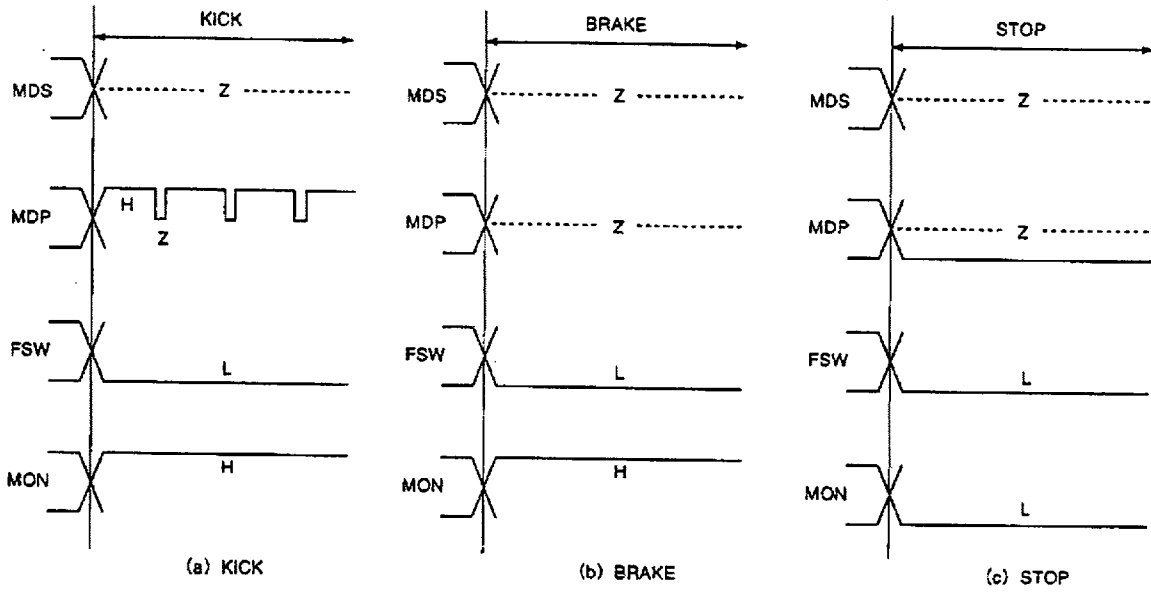 KICK
MDS
Z
MDP
H
Z
FSW
L
MON
H
(a) KICK
BRAKE
MDS
Z
MDP
Z
FSW
L
MON
H
(b) BRAKE
STOP
MDS
Z
MDP
Z
FSW
L
MON
L
(c) STOP